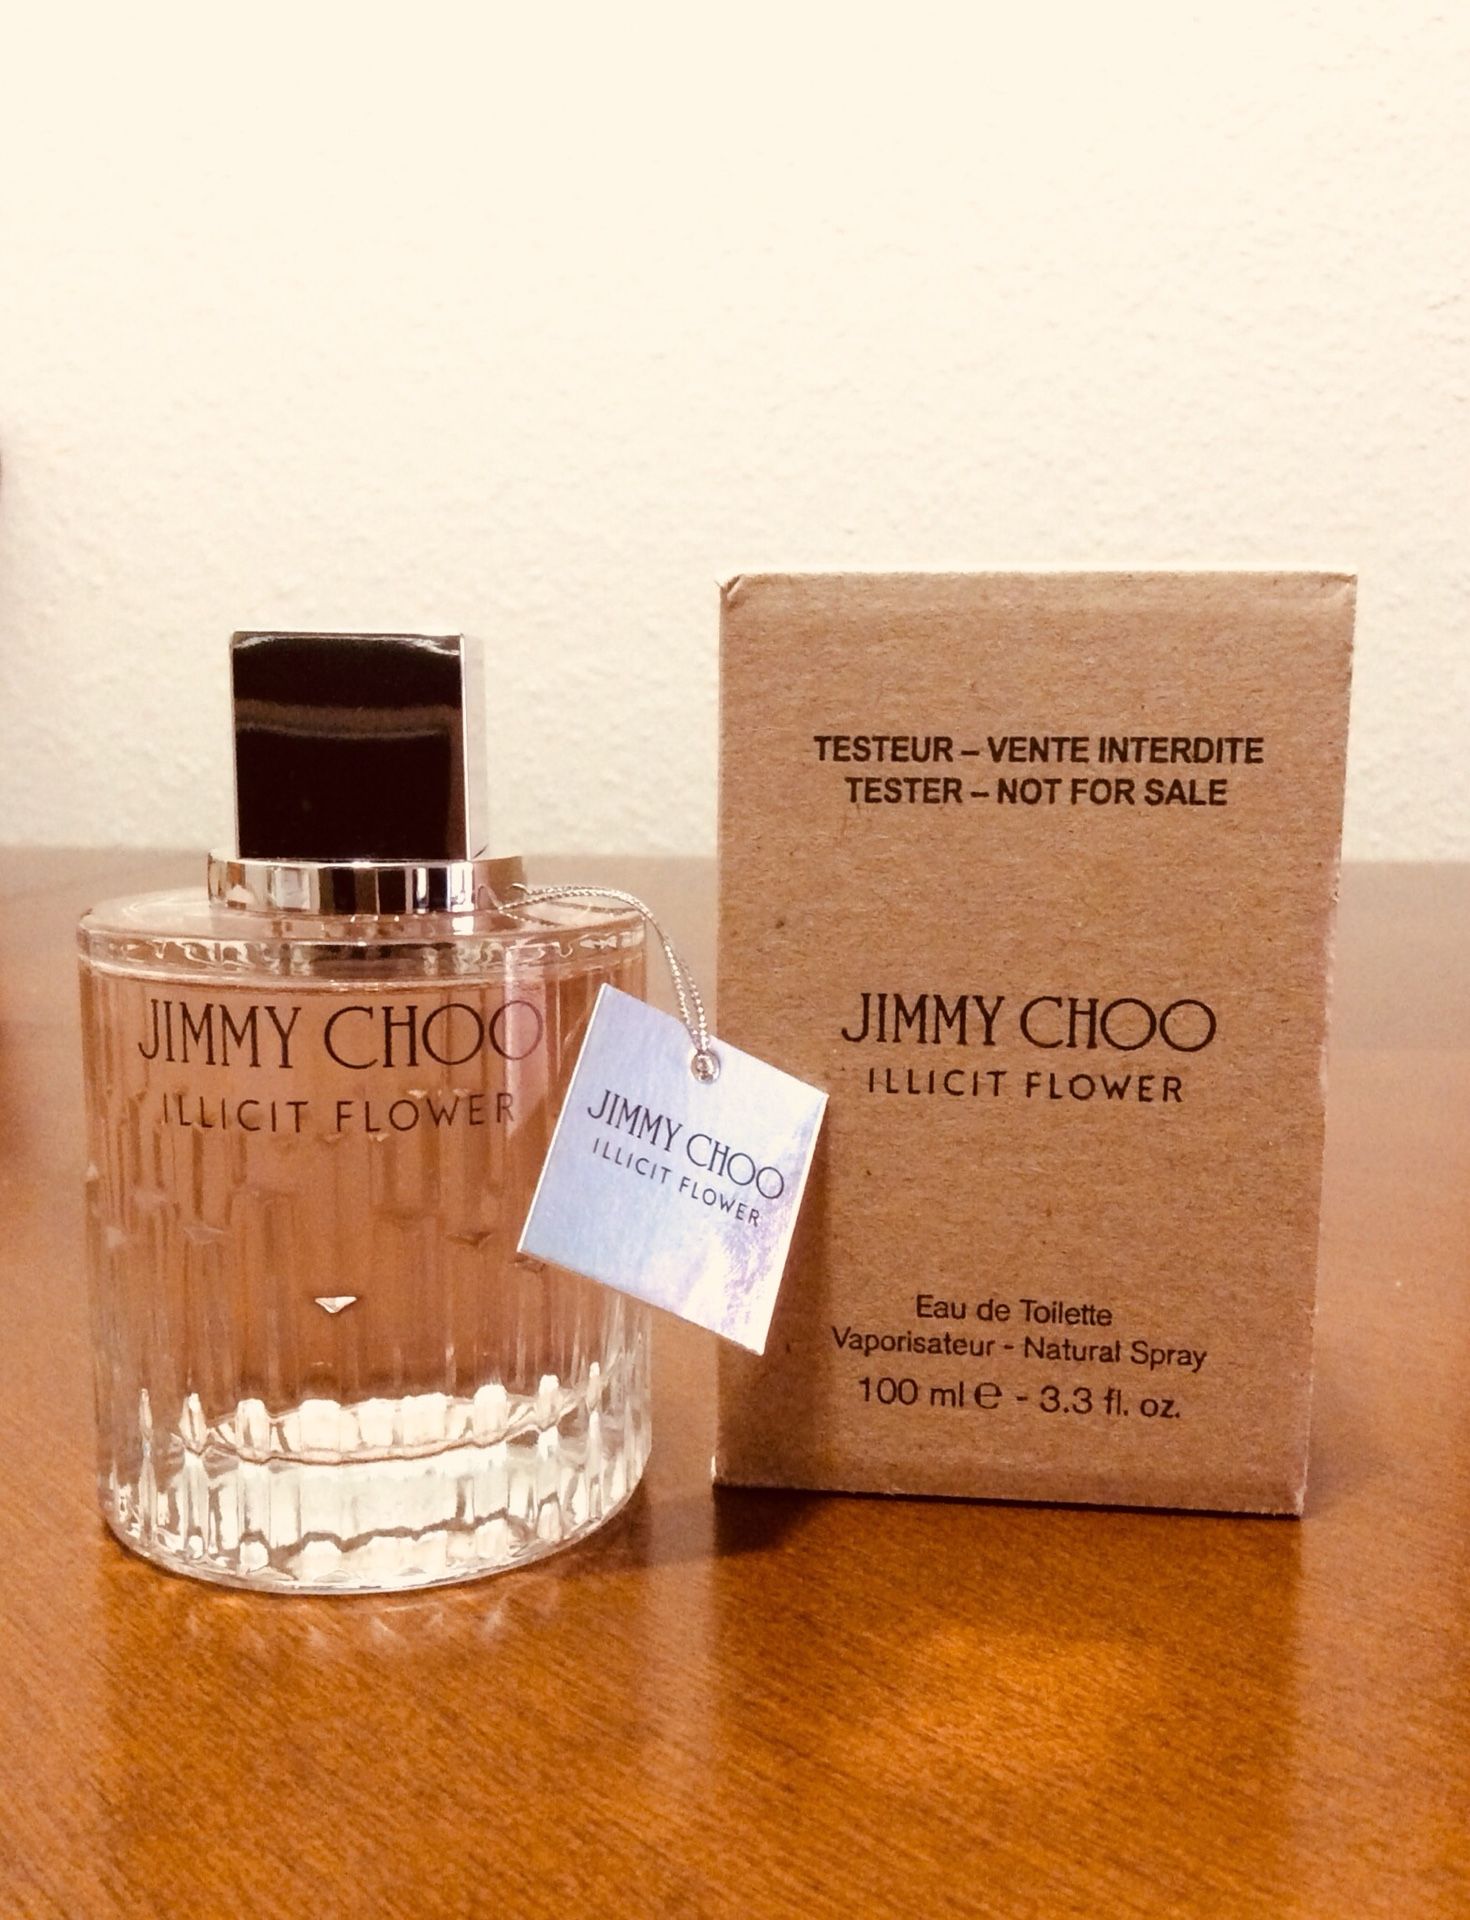 JIMMY CHOO
ILLICIT FLOWER
JIMMY CHOO
ILLICIT FLOWER
TESTEUR – VENTE INTERDITE
TESTER – NOT FOR SALE
JIMMY CHOO
ILLICIT FLOWER
Eau de Toilette
Vaporisateur - Natural Spray
100 ml ℮ - 3.3 fl. oz.